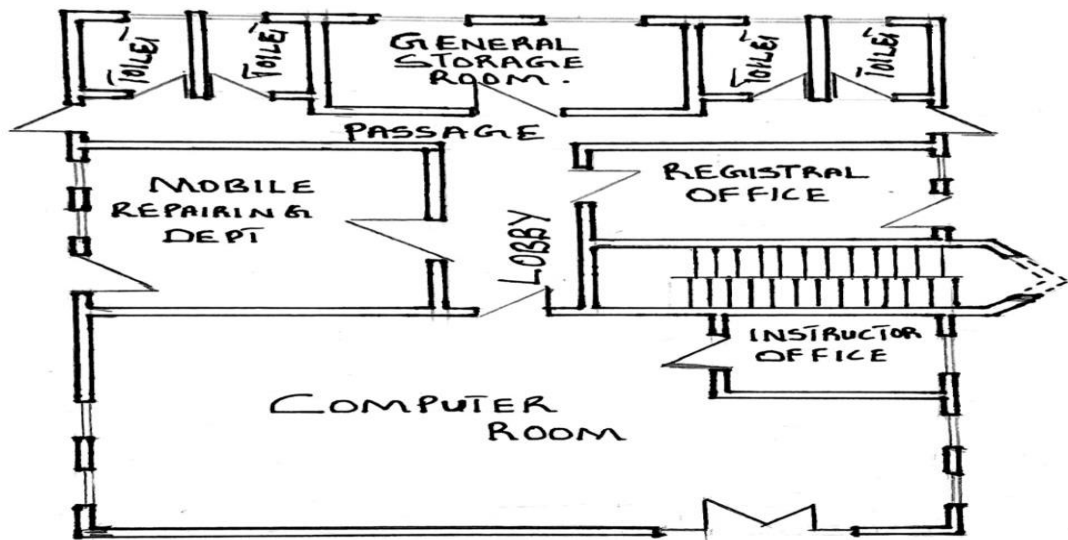 TOILET
TOILET
GENERAL
STORAGE
ROOM.
TOILET
TOILET
PASSAGE
MOBILE
REPAIRING
DEPT
LOBBY
REGISTRAL
OFFICE
INSTRUCTOR
OFFICE
COMPUTER
ROOM